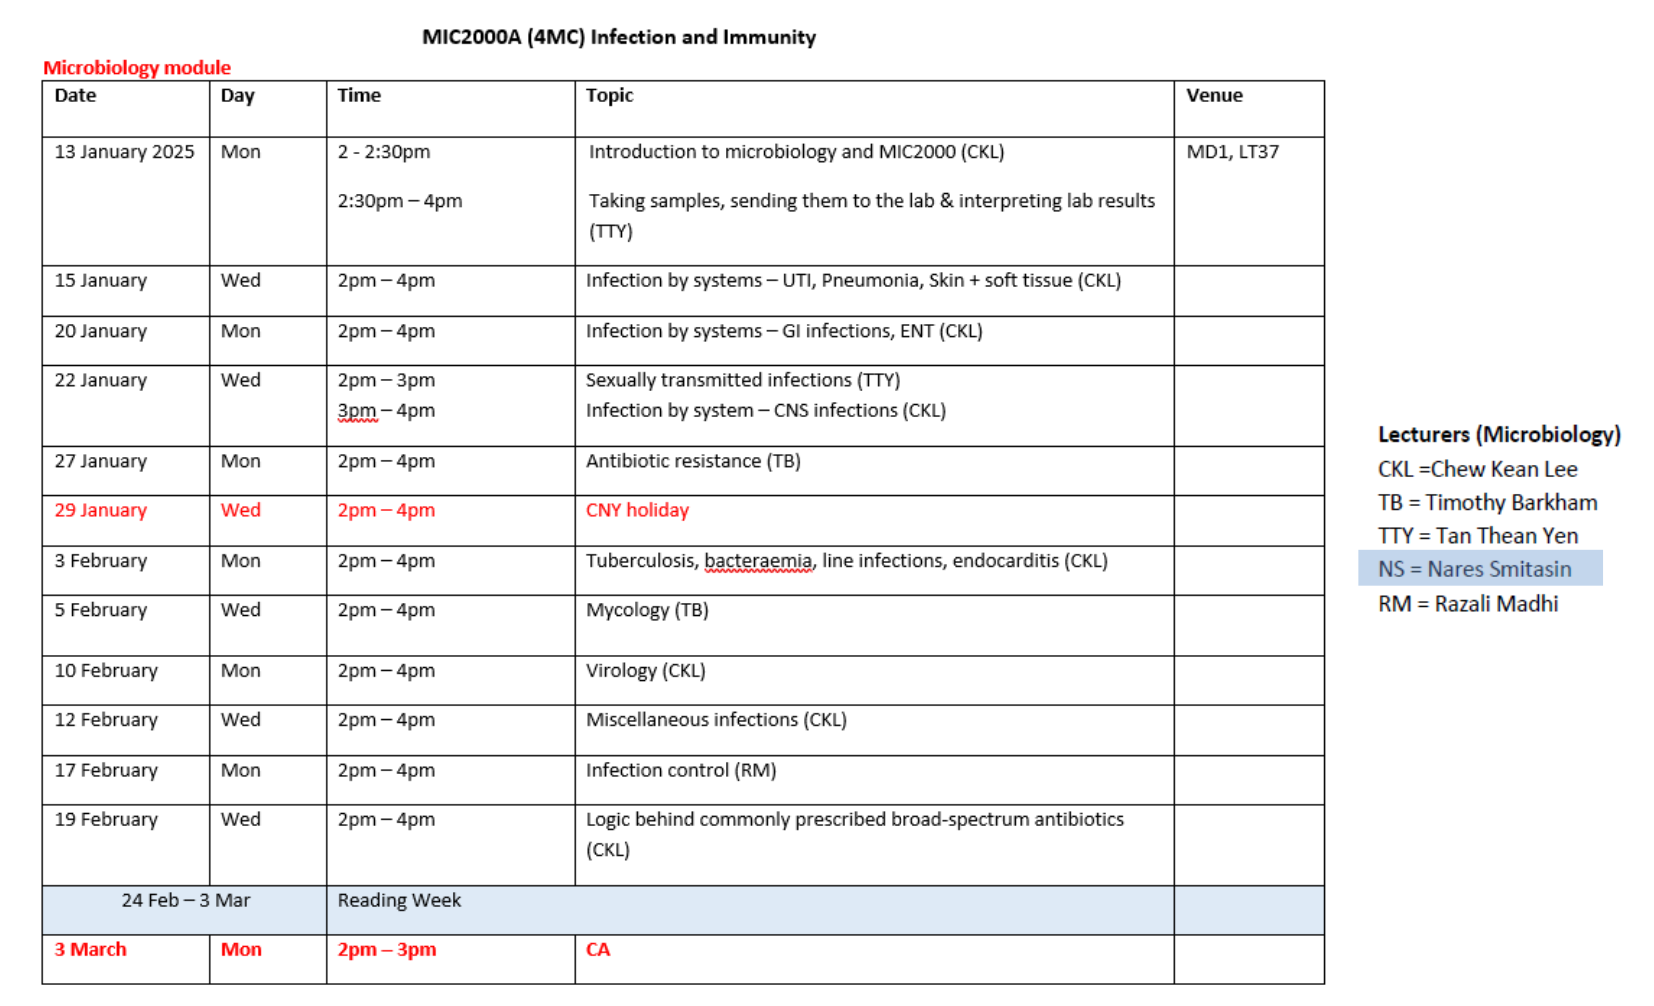 MIC2000A (4MC) Infection and Immunity
Microbiology module
Date Day Time Topic Venue
13 January 2025 Mon 2 - 2:30pm Introduction to microbiology and MIC2000 (CKL) MD1, LT37
2:30pm – 4pm Taking samples, sending them to the lab & interpreting lab results
(TTY)
15 January Wed 2pm – 4pm Infection by systems – UTI, Pneumonia, Skin + soft tissue (CKL)
20 January Mon 2pm – 4pm Infection by systems – GI infections, ENT (CKL)
22 January Wed 2pm – 3pm Sexually transmitted infections (TTY)
3pm – 4pm Infection by system – CNS infections (CKL)
27 January Mon 2pm – 4pm Antibiotic resistance (TB)
29 January Wed 2pm – 4pm CNY holiday
3 February Mon 2pm – 4pm Tuberculosis, bacteraemia, line infections, endocarditis (CKL)
5 February Wed 2pm – 4pm Mycology (TB)
10 February Mon 2pm – 4pm Virology (CKL)
12 February Wed 2pm – 4pm Miscellaneous infections (CKL)
17 February Mon 2pm – 4pm Infection control (RM)
19 February Wed 2pm – 4pm Logic behind commonly prescribed broad-spectrum antibiotics
(CKL)
24 Feb – 3 Mar Reading Week
3 March Mon 2pm – 3pm CA
Lecturers (Microbiology)
CKL =Chew Kean Lee
TB = Timothy Barkham
TTY = Tan Thean Yen
NS = Nares Smitasin
RM = Razali Madhi